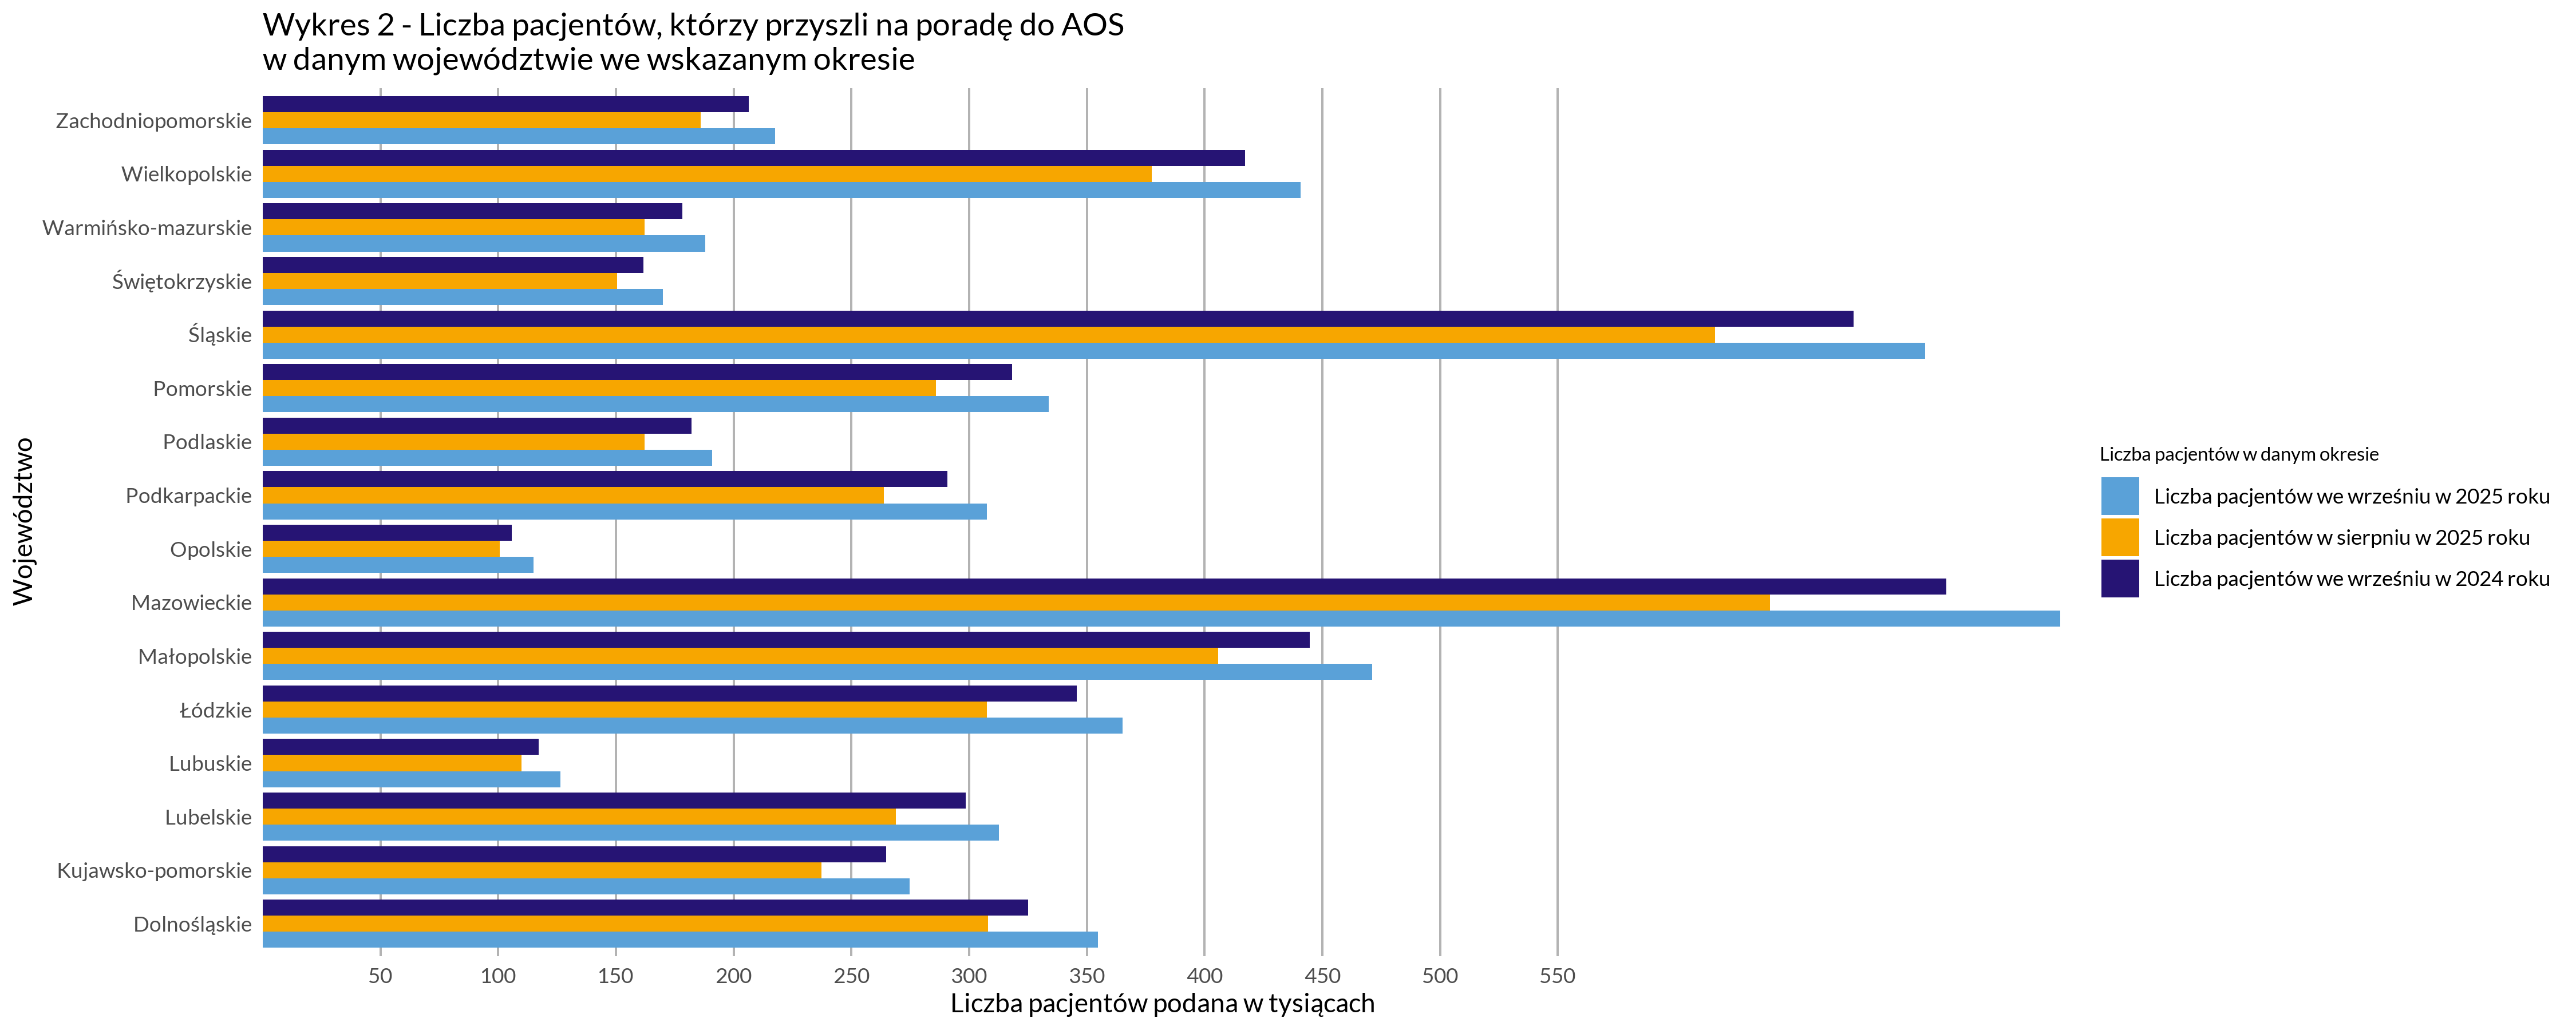 Wykres 2 - Liczba pacjentów, którzy przyszli na poradę do AOS
w danym województwie we wskazanym okresie
Województwo
Zachodniopomorskie
Wielkopolskie
Warmińsko-mazurskie
Świętokrzyskie
Śląskie
Pomorskie
Podlaskie
Podkarpackie
Opolskie
Mazowieckie
Małopolskie
Łódzkie
Lubuskie
Lubelskie
Kujawsko-pomorskie
Dolnośląskie
50 100 150 200 250 300 350 400 450 500 550
Liczba pacjentów podana w tysiącach
Liczba pacjentów w danym okresie
Liczba pacjentów we wrześniu w 2025 roku
Liczba pacjentów w sierpniu w 2025 roku
Liczba pacjentów we wrześniu w 2024 roku